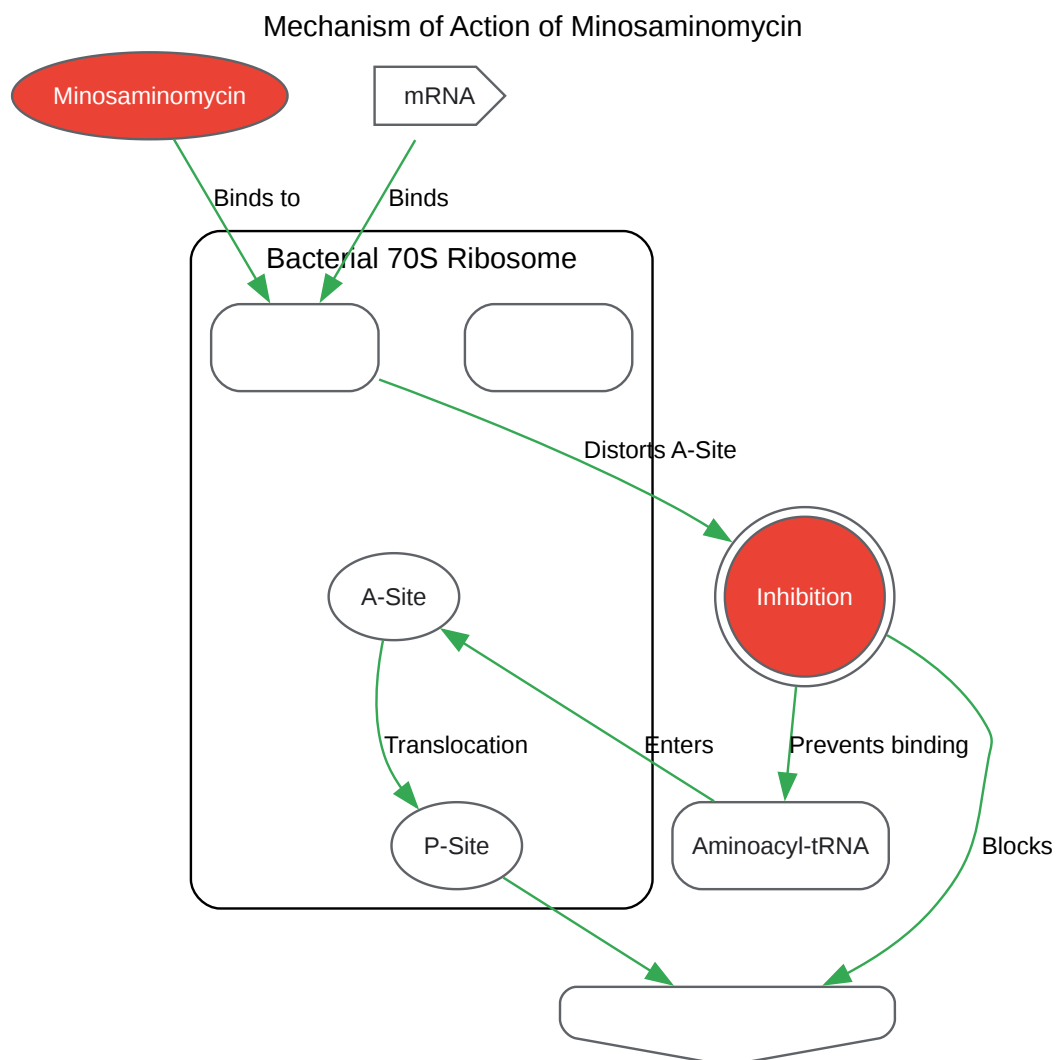 Mechanism of Action of Minosaminomycin
Minosaminomycin
mRNA
Binds to
Binds
Bacterial 70S Ribosome
Distorts A-Site
A-Site
Inhibition
Translocation
Enters
Prevents binding
P-Site
Aminoacyl-tRNA
Blocks